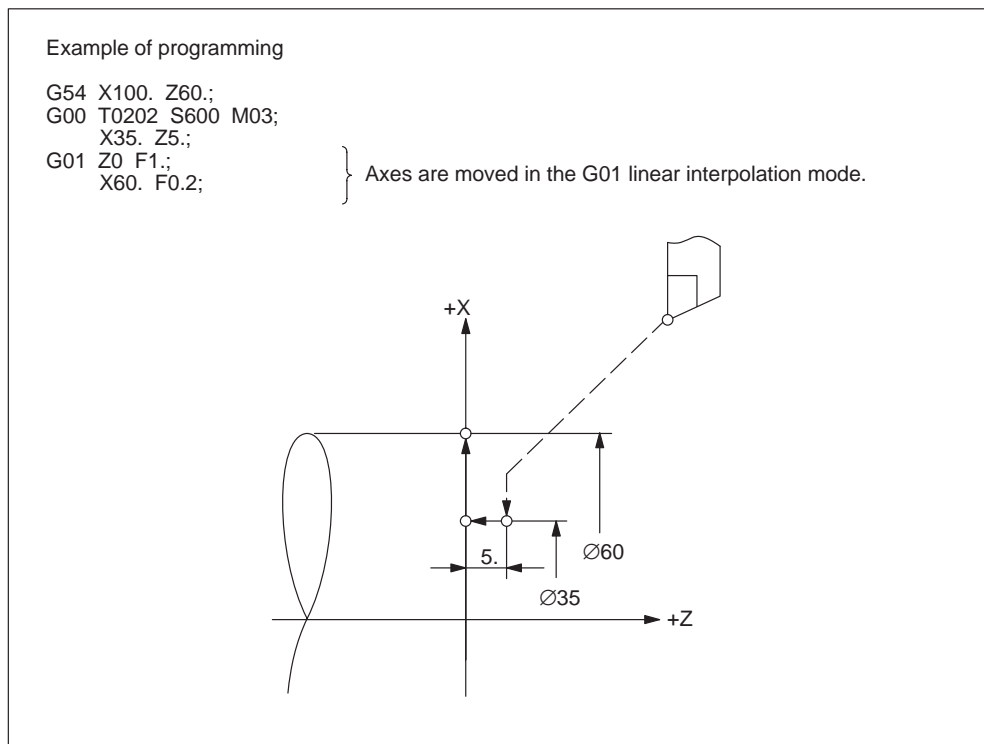 Example of programming
G54 X100. Z60.;
G00 T0202 S600 M03;
X35. Z5.;
G01 Z0 F1.;
X60. F0.2;
Axes are moved in the G01 linear interpolation mode.
+X
5.
∅60
∅35
+Z